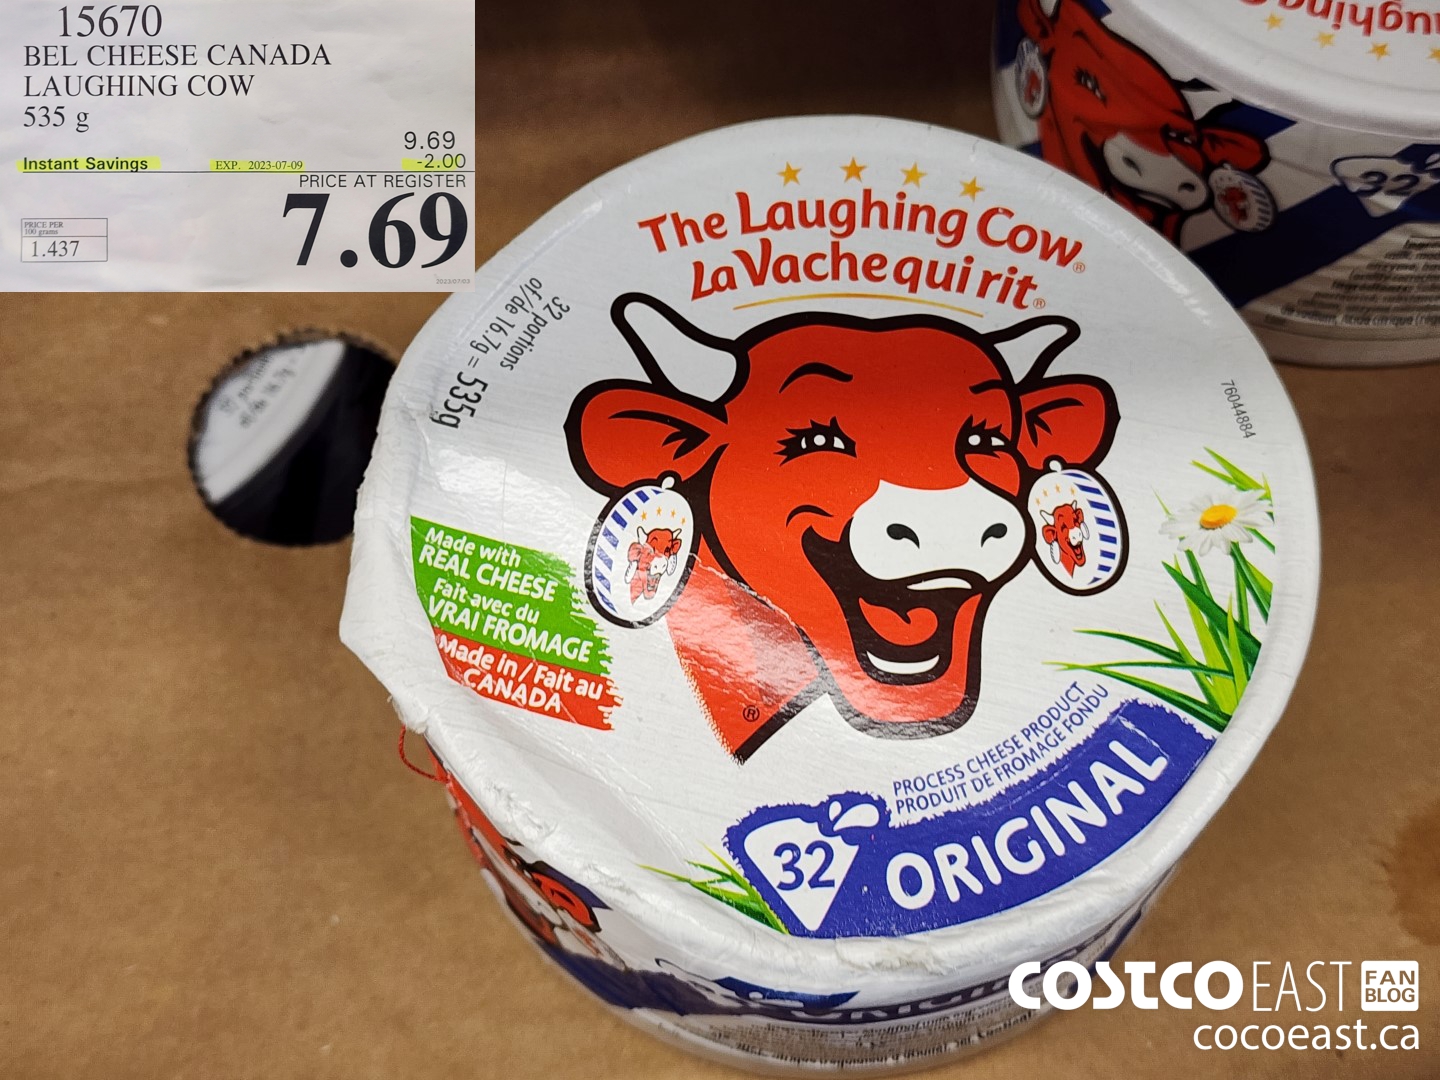 15670
BEL CHEESE CANADA
LAUGHING COW
535 g
9.69
Instant Savings EXP. 2023-07-09 -2.00
PRICE AT REGISTER
7.69
PRICE PER
100 grams
1.437
2023/07/03
The Laughing Cow®
La Vache qui rit®
32 portions
of/de 16.7g = 535g
76044884
Made with
REAL CHEESE
Fait avec du
VRAI FROMAGE
Made in / Fait au
CANADA
®
PROCESS CHEESE PRODUCT
PRODUIT DE FROMAGE FONDU
32 ORIGINAL
32
COSTCO EAST FAN BLOG
cocoeast.ca